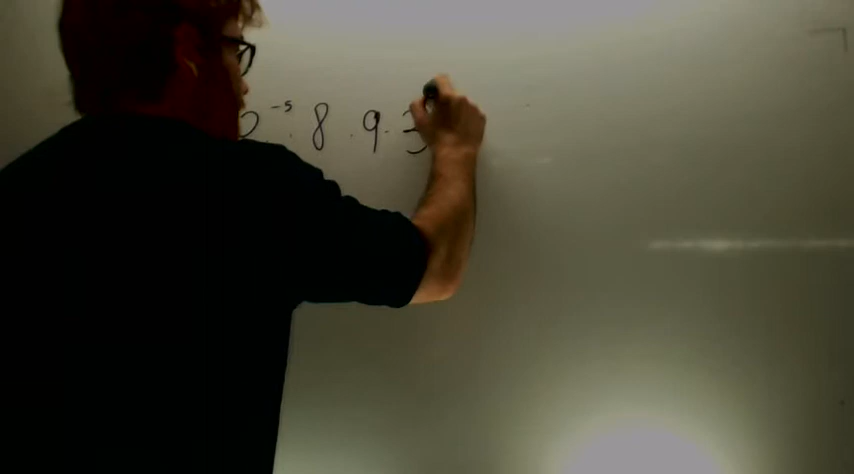 ⁻⁵ · 8 · 9 · 3